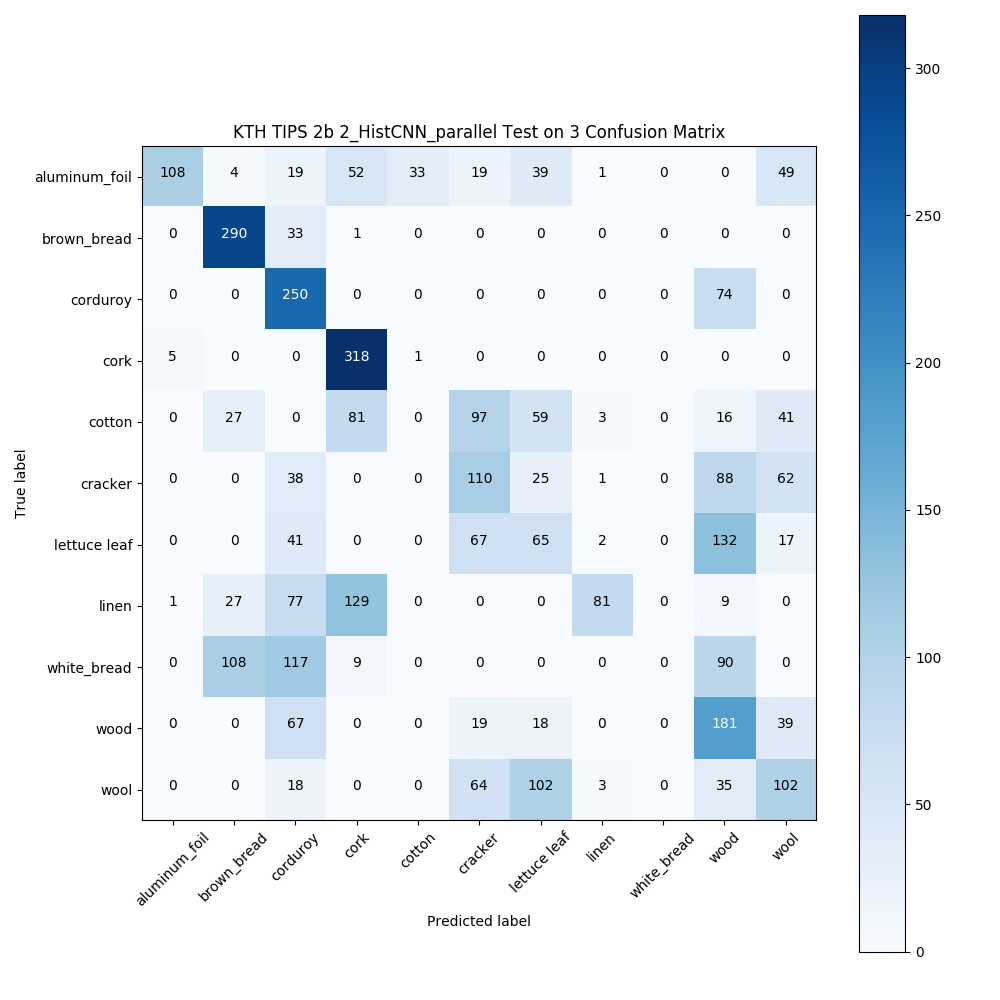 KTH TIPS 2b 2_HistCNN_parallel Test on 3 Confusion Matrix
aluminum_foil 108 4 19 52 33 19 39 1 0 0 49
brown_bread 0 290 33 1 0 0 0 0 0 0 0
corduroy 0 0 250 0 0 0 0 0 0 74 0
cork 5 0 0 318 1 0 0 0 0 0 0
cotton 0 27 0 81 0 97 59 3 0 16 41
cracker 0 0 38 0 0 110 25 1 0 88 62
lettuce leaf 0 0 41 0 0 67 65 2 0 132 17
linen 1 27 77 129 0 0 0 81 0 9 0
white_bread 0 108 117 9 0 0 0 0 0 90 0
wood 0 0 67 0 0 19 18 0 0 181 39
wool 0 0 18 0 0 64 102 3 0 35 102
True label
aluminum_foil brown_bread corduroy cork cotton cracker lettuce leaf linen white_bread wood wool
Predicted label
300
250
200
150
100
50
0